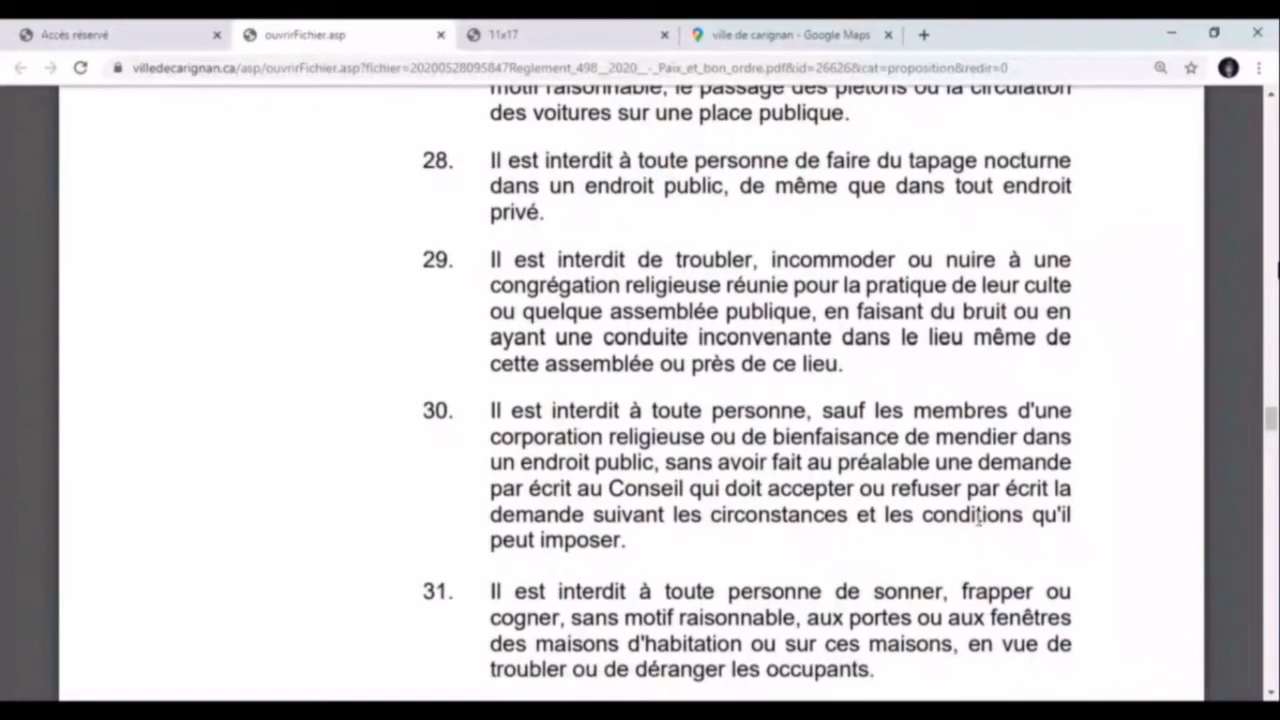 Accès réservé
ouvrirFichier.asp
11x17
ville de carignan - Google Maps
villedecarignan.ca/asp/ouvrirFichier.asp?fichier=20200528095847Reglement_498__2020__-_Paix_et_bon_ordre.pdf&id=26626&cat=proposition&redir=0
motif raisonnable, le passage des piétons ou la circulation
des voitures sur une place publique.
28. Il est interdit à toute personne de faire du tapage nocturne
dans un endroit public, de même que dans tout endroit
privé.
29. Il est interdit de troubler, incommoder ou nuire à une
congrégation religieuse réunie pour la pratique de leur culte
ou quelque assemblée publique, en faisant du bruit ou en
ayant une conduite inconvenante dans le lieu même de
cette assemblée ou près de ce lieu.
30. Il est interdit à toute personne, sauf les membres d'une
corporation religieuse ou de bienfaisance de mendier dans
un endroit public, sans avoir fait au préalable une demande
par écrit au Conseil qui doit accepter ou refuser par écrit la
demande suivant les circonstances et les conditions qu'il
peut imposer.
31. Il est interdit à toute personne de sonner, frapper ou
cogner, sans motif raisonnable, aux portes ou aux fenêtres
des maisons d'habitation ou sur ces maisons, en vue de
troubler ou de déranger les occupants.